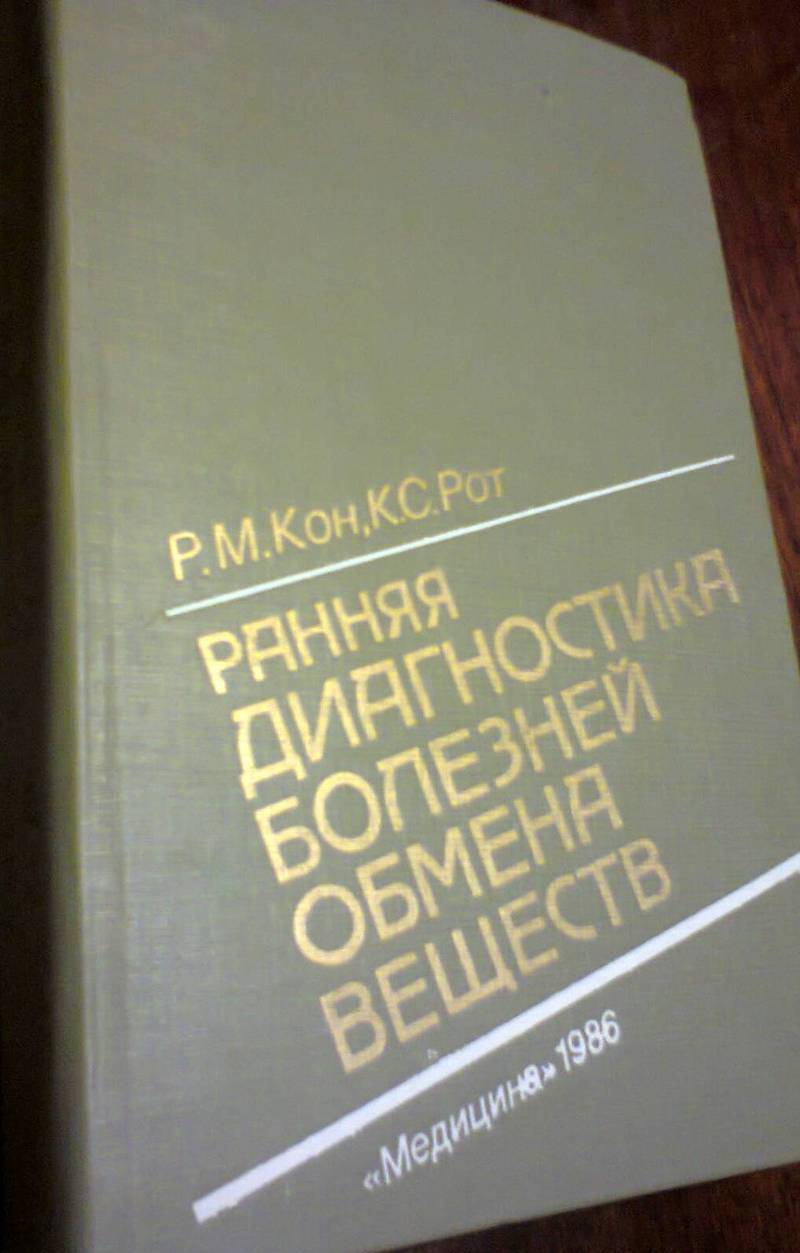 Р.М.Кон, К.С.Рот
РАННЯЯ
ДИАГНОСТИКА
БОЛЕЗНЕЙ
ОБМЕНА
ВЕЩЕСТВ
«Медицина» 1986